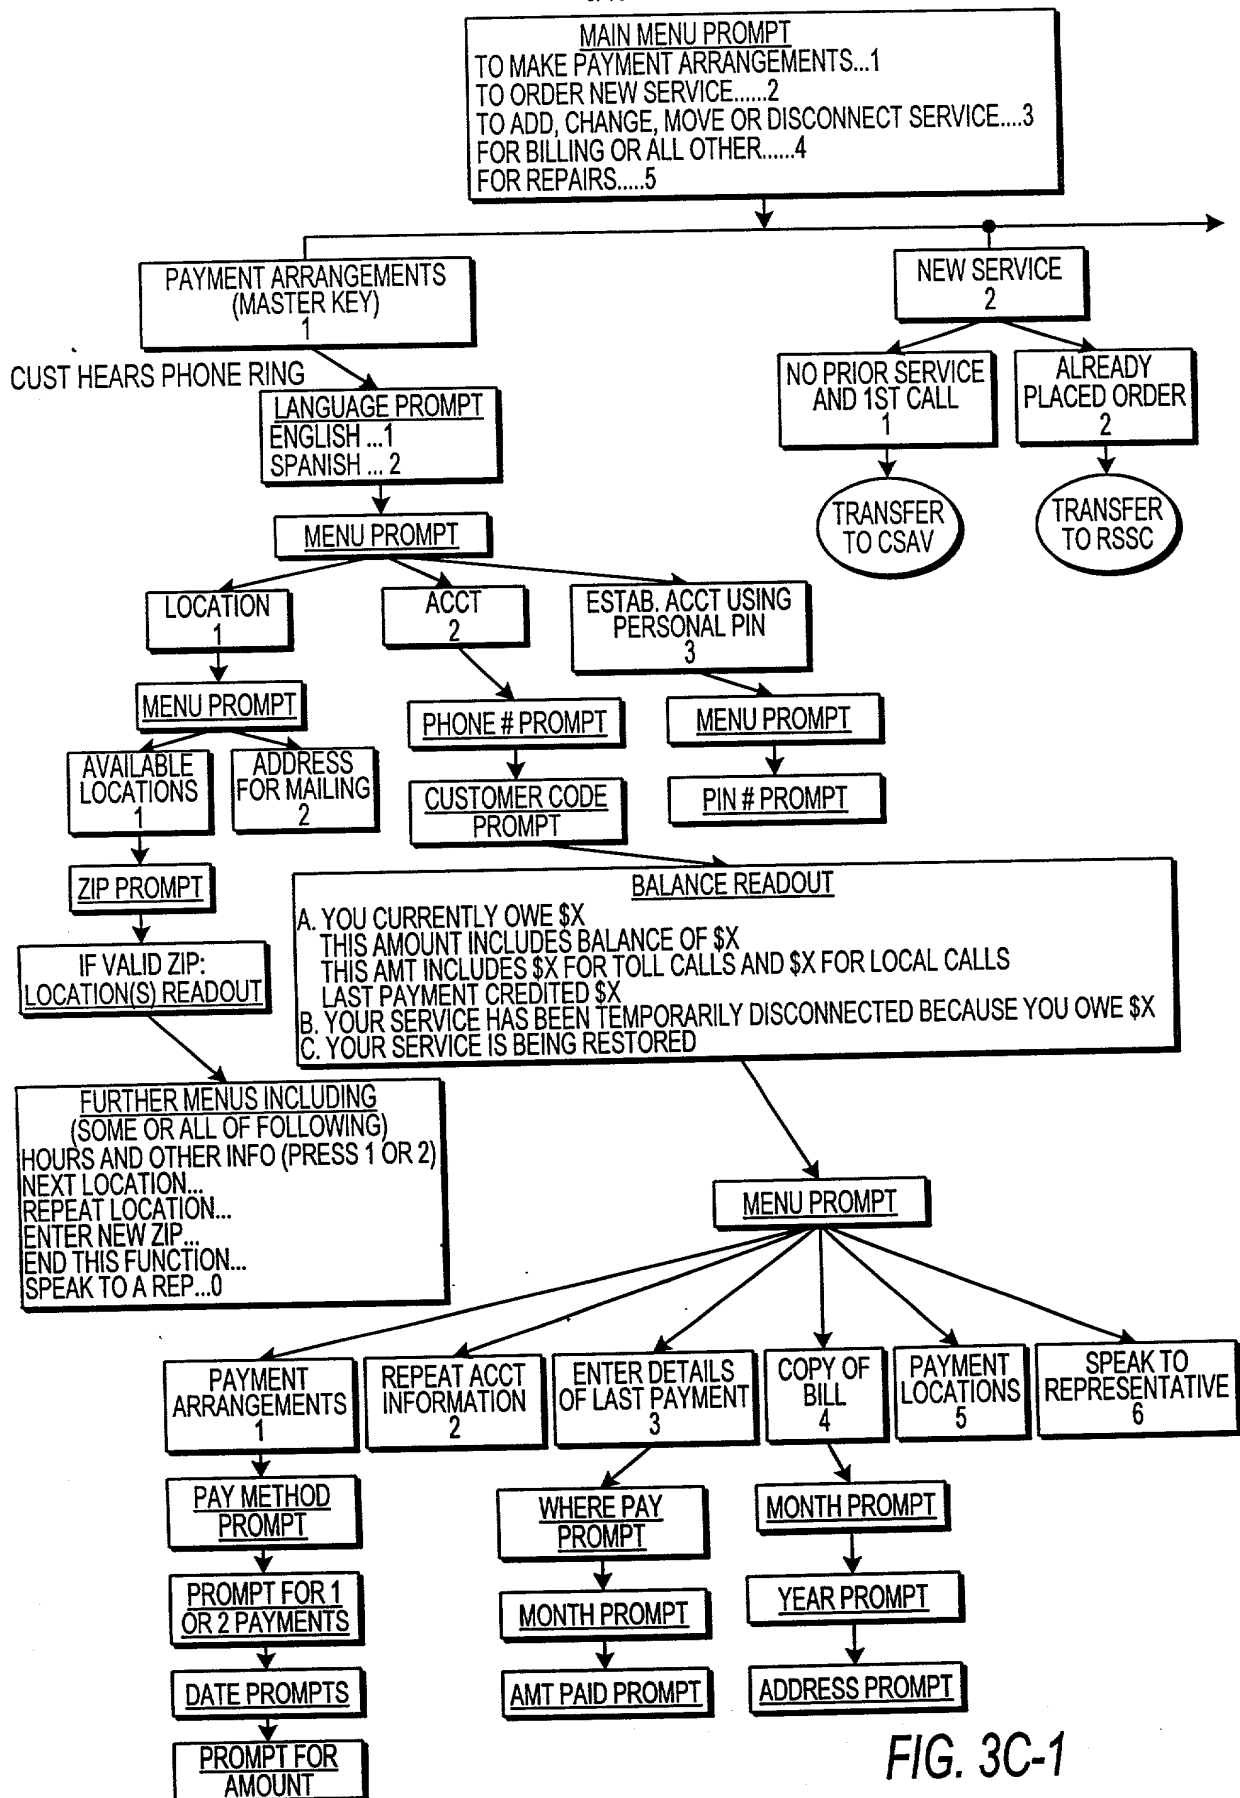 MAIN MENU PROMPT
TO MAKE PAYMENT ARRANGEMENTS...1
TO ORDER NEW SERVICE......2
TO ADD, CHANGE, MOVE OR DISCONNECT SERVICE....3
FOR BILLING OR ALL OTHER......4
FOR REPAIRS.....5
PAYMENT ARRANGEMENTS
(MASTER KEY)
1
NEW SERVICE
2
CUST HEARS PHONE RING
LANGUAGE PROMPT
ENGLISH ...1
SPANISH ... 2
NO PRIOR SERVICE
AND 1ST CALL
1
ALREADY
PLACED ORDER
2
TRANSFER
TO CSAV
TRANSFER
TO RSSC
MENU PROMPT
LOCATION
1
ACCT
2
ESTAB. ACCT USING
PERSONAL PIN
3
MENU PROMPT
PHONE # PROMPT
MENU PROMPT
AVAILABLE
LOCATIONS
1
ADDRESS
FOR MAILING
2
CUSTOMER CODE
PROMPT
PIN # PROMPT
ZIP PROMPT
BALANCE READOUT
A. YOU CURRENTLY OWE $X
THIS AMOUNT INCLUDES BALANCE OF $X
THIS AMT INCLUDES $X FOR TOLL CALLS AND $X FOR LOCAL CALLS
LAST PAYMENT CREDITED $X
B. YOUR SERVICE HAS BEEN TEMPORARILY DISCONNECTED BECAUSE YOU OWE $X
C. YOUR SERVICE IS BEING RESTORED
IF VALID ZIP:
LOCATION(S) READOUT
FURTHER MENUS INCLUDING
(SOME OR ALL OF FOLLOWING)
HOURS AND OTHER INFO (PRESS 1 OR 2)
NEXT LOCATION...
REPEAT LOCATION...
ENTER NEW ZIP...
END THIS FUNCTION...
SPEAK TO A REP...0
MENU PROMPT
PAYMENT
ARRANGEMENTS
1
REPEAT ACCT
INFORMATION
2
ENTER DETAILS
OF LAST PAYMENT
3
COPY OF
BILL
4
PAYMENT
LOCATIONS
5
SPEAK TO
REPRESENTATIVE
6
PAY METHOD
PROMPT
WHERE PAY
PROMPT
MONTH PROMPT
PROMPT FOR 1
OR 2 PAYMENTS
MONTH PROMPT
YEAR PROMPT
DATE PROMPTS
AMT PAID PROMPT
ADDRESS PROMPT
PROMPT FOR
AMOUNT
FIG. 3C-1